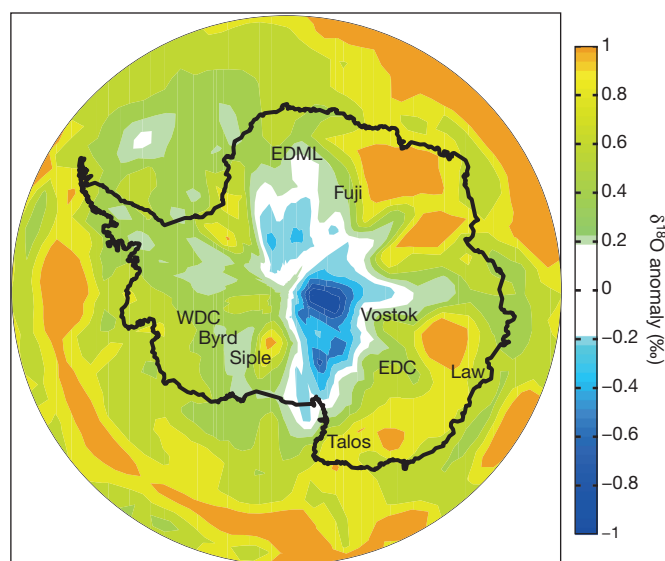 EDML
Fuji
WDC
Byrd
Siple
Vostok
EDC
Law
Talos
1
0.8
0.6
0.4
0.2
0
−0.2
−0.4
−0.6
−0.8
−1
δ18O anomaly (‰)